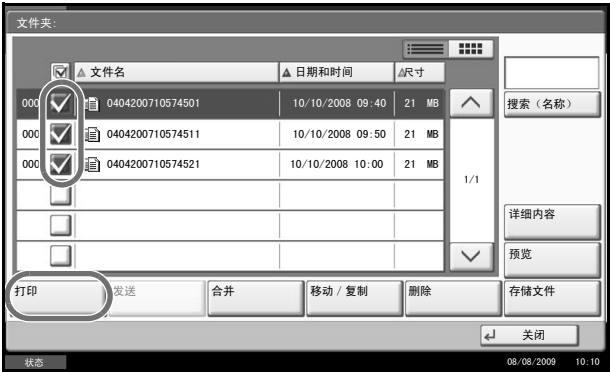 文件夹:
文件名 日期和时间 尺寸
000 0404200710574501 10/10/2008 09:40 21 MB
搜索（名称）
000 0404200710574511 10/10/2008 09:50 21 MB
000 0404200710574521 10/10/2008 10:00 21 MB
1/1
详细内容
预览
打印 发送 合并 移动 / 复制 删除 存储文件
关闭
状态 08/08/2009 10:10